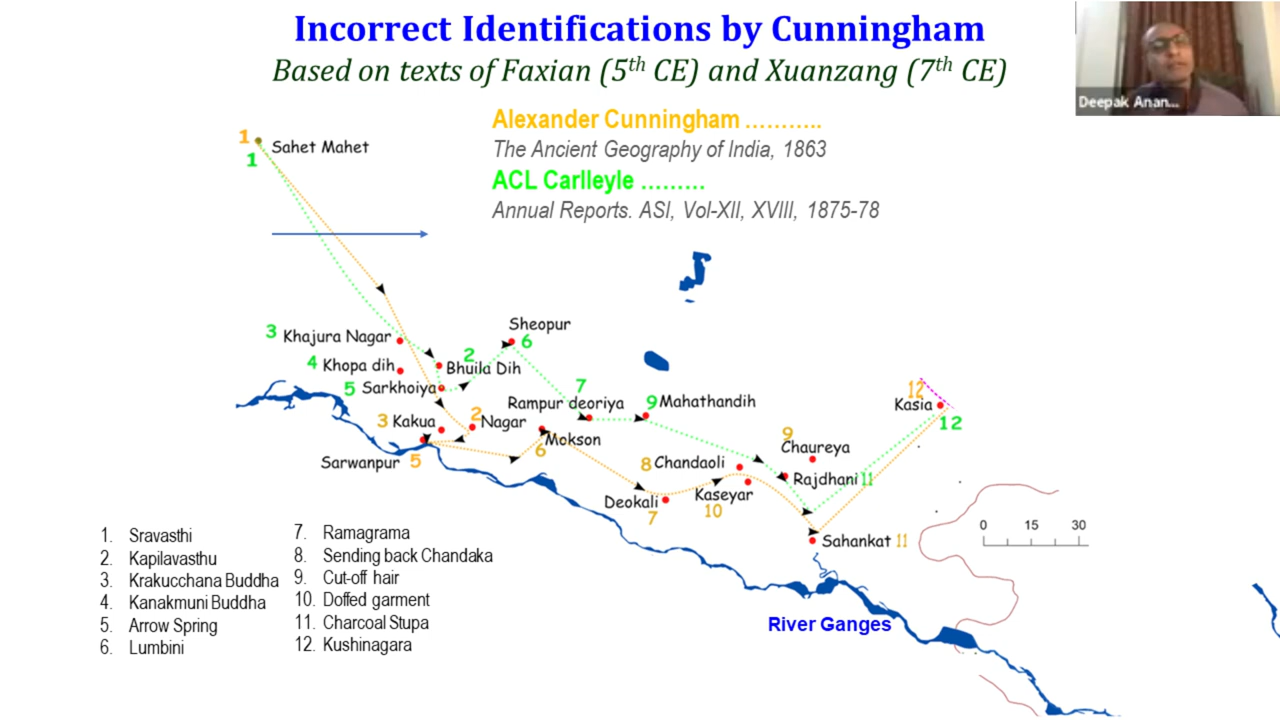 Incorrect Identifications by Cunningham
Based on texts of Faxian (5th CE) and Xuanzang (7th CE)
Deepak Anan...
Alexander Cunningham ………..
The Ancient Geography of India, 1863
ACL Carlleyle ………
Annual Reports. ASI, Vol-XII, XVIII, 1875-78
1
1
Sahet Mahet
3 Khajura Nagar
4 Khopa dih
5 Sarkhoiya
2
Bhuila Dih
Sheopur
6
3 Kakua
2
Nagar
Sarwanpur 5
7
Rampur deoriya
9 Mahathandih
Mokson
6
Deokali
7
8 Chandaoli
Kaseyar
10
9
Chaureya
Rajdhani 11
Sahankat 11
12
Kasia
12
0 15 30
River Ganges
1. Sravasthi
2. Kapilavasthu
3. Krakucchana Buddha
4. Kanakmuni Buddha
5. Arrow Spring
6. Lumbini
7. Ramagrama
8. Sending back Chandaka
9. Cut-off hair
10. Doffed garment
11. Charcoal Stupa
12. Kushinagara